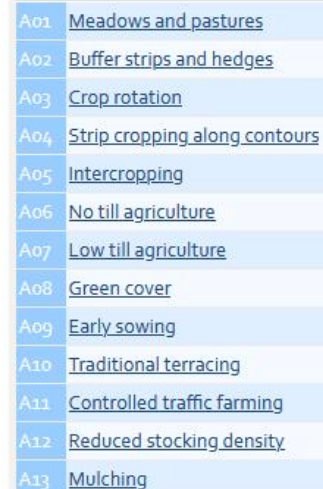 A01 Meadows and pastures
A02 Buffer strips and hedges
A03 Crop rotation
A04 Strip cropping along contours
A05 Intercropping
A06 No till agriculture
A07 Low till agriculture
A08 Green cover
A09 Early sowing
A10 Traditional terracing
A11 Controlled traffic farming
A12 Reduced stocking density
A13 Mulching